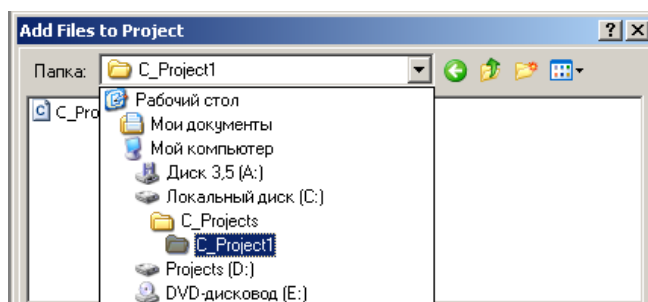 Add Files to Project
Папка: C_Project1
Рабочий стол
C_Pro
Мои документы
Мой компьютер
Диск 3,5 (A:)
Локальный диск (C:)
C_Projects
C_Project1
Projects (D:)
DVD-дисковод (E:)